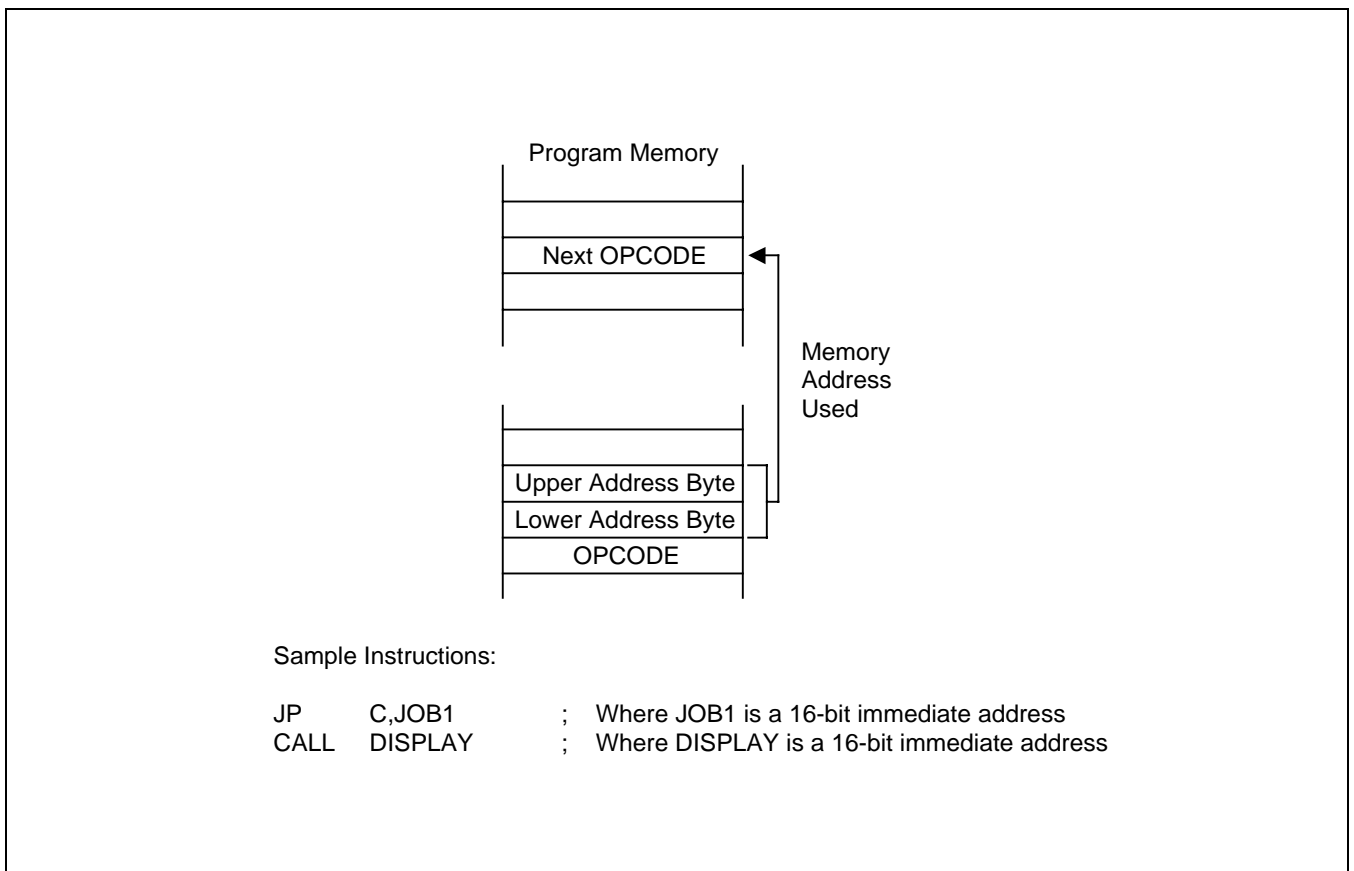 Program Memory
Next OPCODE
Memory
Address
Used
Upper Address Byte
Lower Address Byte
OPCODE
Sample Instructions:
JP C,JOB1 ; Where JOB1 is a 16-bit immediate address
CALL DISPLAY ; Where DISPLAY is a 16-bit immediate address